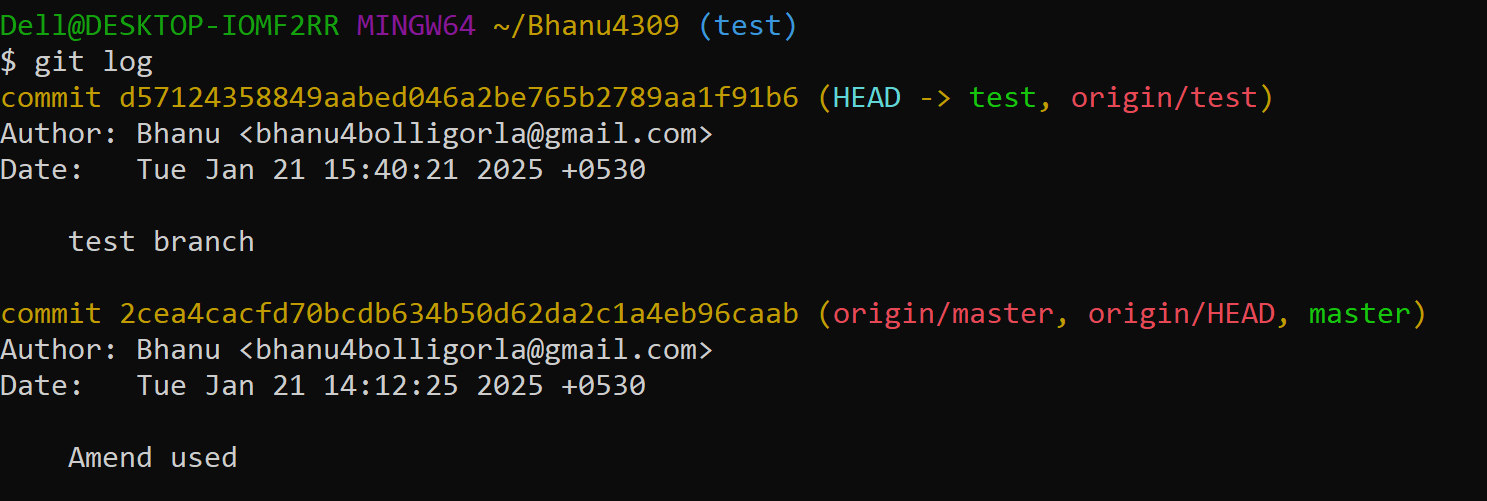 Dell@DESKTOP-IOMF2RR MINGW64 ~/Bhanu4309 (test)
$ git log
commit d57124358849aabed046a2be765b2789aa1f91b6 (HEAD -> test, origin/test)
Author: Bhanu <bhanu4bolligorla@gmail.com>
Date:   Tue Jan 21 15:40:21 2025 +0530
    test branch
commit 2cea4cacfd70bcdb634b50d62da2c1a4eb96caab (origin/master, origin/HEAD, master)
Author: Bhanu <bhanu4bolligorla@gmail.com>
Date:   Tue Jan 21 14:12:25 2025 +0530
    Amend used